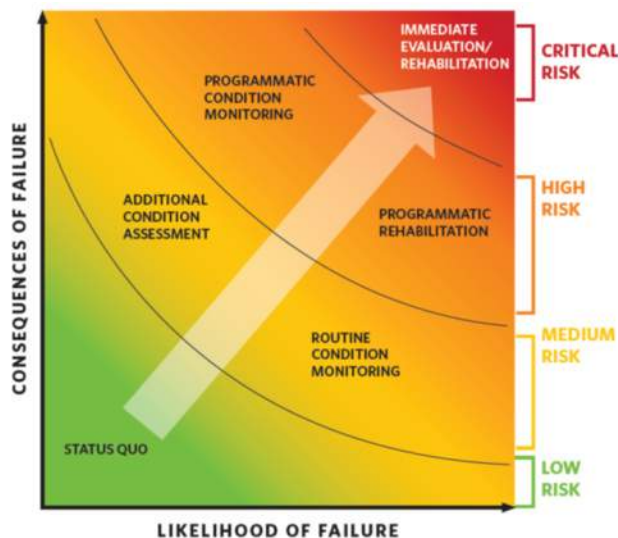 IMMEDIATE
EVALUATION/
REHABILITATION
CRITICAL
RISK
PROGRAMMATIC
CONDITION
MONITORING
HIGH
RISK
ADDITIONAL
CONDITION
ASSESSMENT
PROGRAMMATIC
REHABILITATION
MEDIUM
RISK
ROUTINE
CONDITION
MONITORING
STATUS QUO
LOW
RISK
CONSEQUENCES OF FAILURE
LIKELIHOOD OF FAILURE